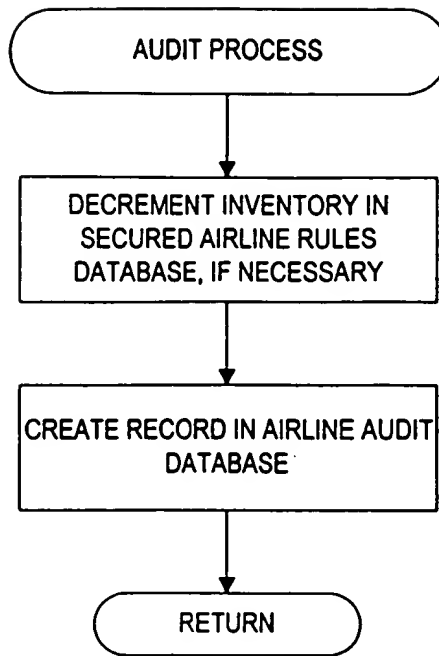 AUDIT PROCESS
DECREMENT INVENTORY IN
SECURED AIRLINE RULES
DATABASE, IF NECESSARY
CREATE RECORD IN AIRLINE AUDIT
DATABASE
RETURN